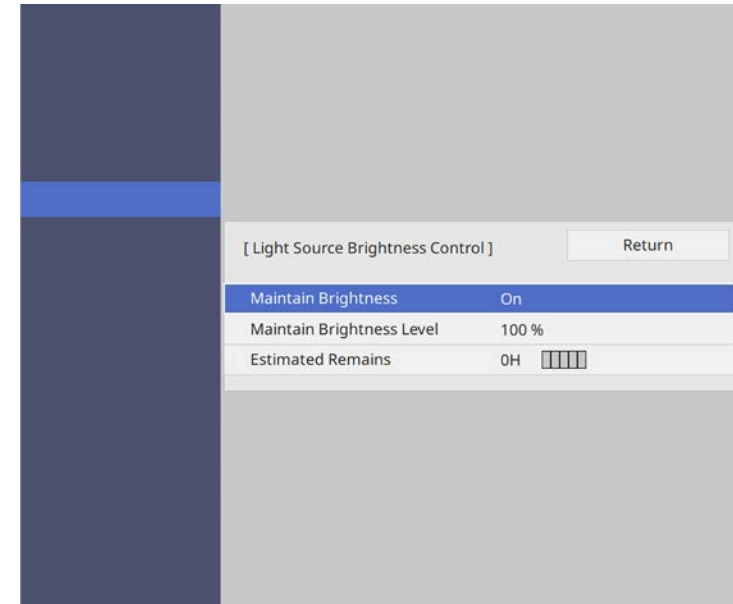 [ Light Source Brightness Control ] Return
Maintain Brightness On
Maintain Brightness Level 100 %
Estimated Remains 0H